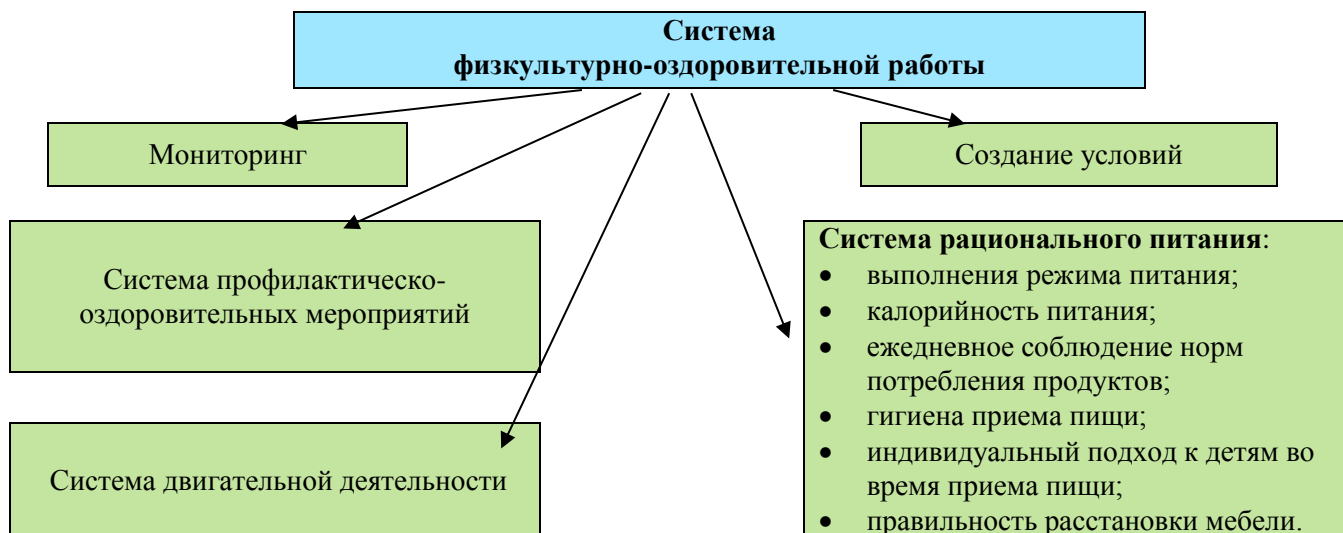 Система
физкультурно-оздоровительной работы
Мониторинг
Создание условий
Система профилактическо-
оздоровительных мероприятий
Система двигательной деятельности
Система рационального питания:
• выполнения режима питания;
• калорийность питания;
• ежедневное соблюдение норм
потребления продуктов;
• гигиена приема пищи;
• индивидуальный подход к детям во
время приема пищи;
• правильность расстановки мебели.